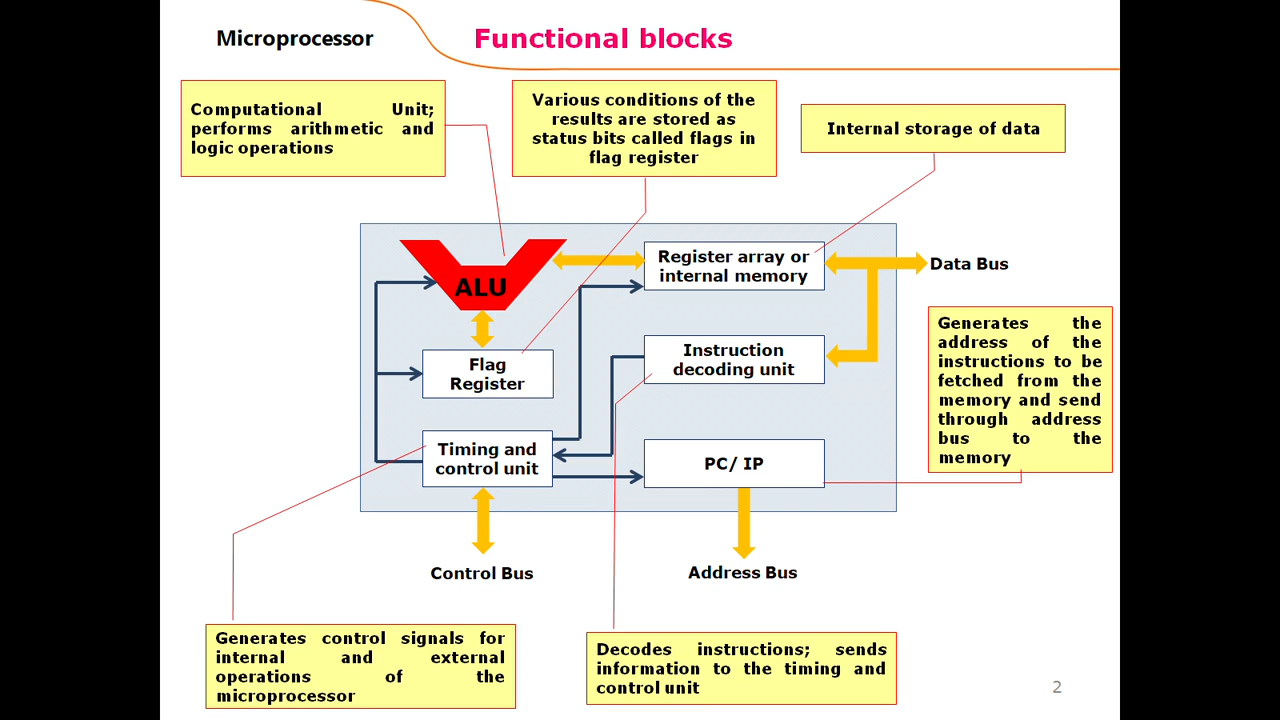 Microprocessor
Functional blocks
Computational Unit;
performs arithmetic and
logic operations
Various conditions of the
results are stored as
status bits called flags in
flag register
Internal storage of data
ALU
Register array or
internal memory
Data Bus
Generates the
address of the
instructions to be
fetched from the
memory and send
through address
bus to the
memory
Flag
Register
Instruction
decoding unit
Timing and
control unit
PC/ IP
Control Bus
Address Bus
Generates control signals for
internal and external
operations of the
microprocessor
Decodes instructions; sends
information to the timing and
control unit
2